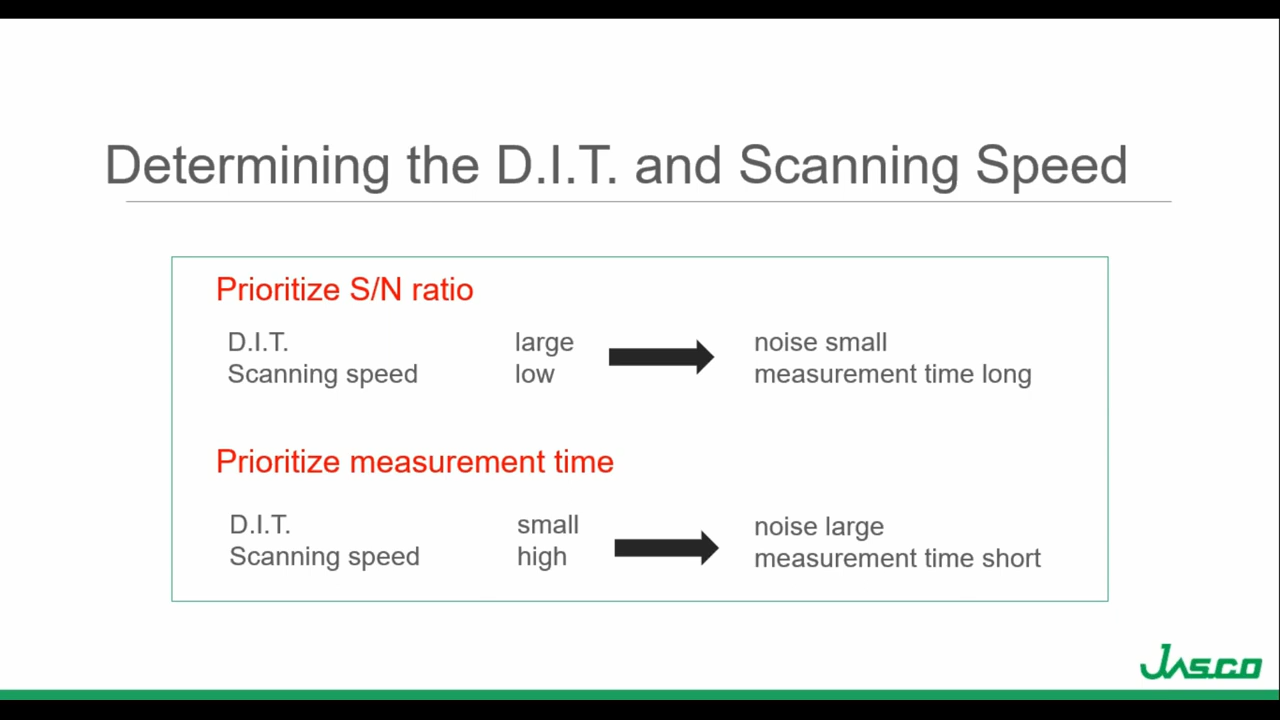 Determining the D.I.T. and Scanning Speed
Prioritize S/N ratio
D.I.T. large noise small
Scanning speed low measurement time long
Prioritize measurement time
D.I.T. small noise large
Scanning speed high measurement time short
JASCO